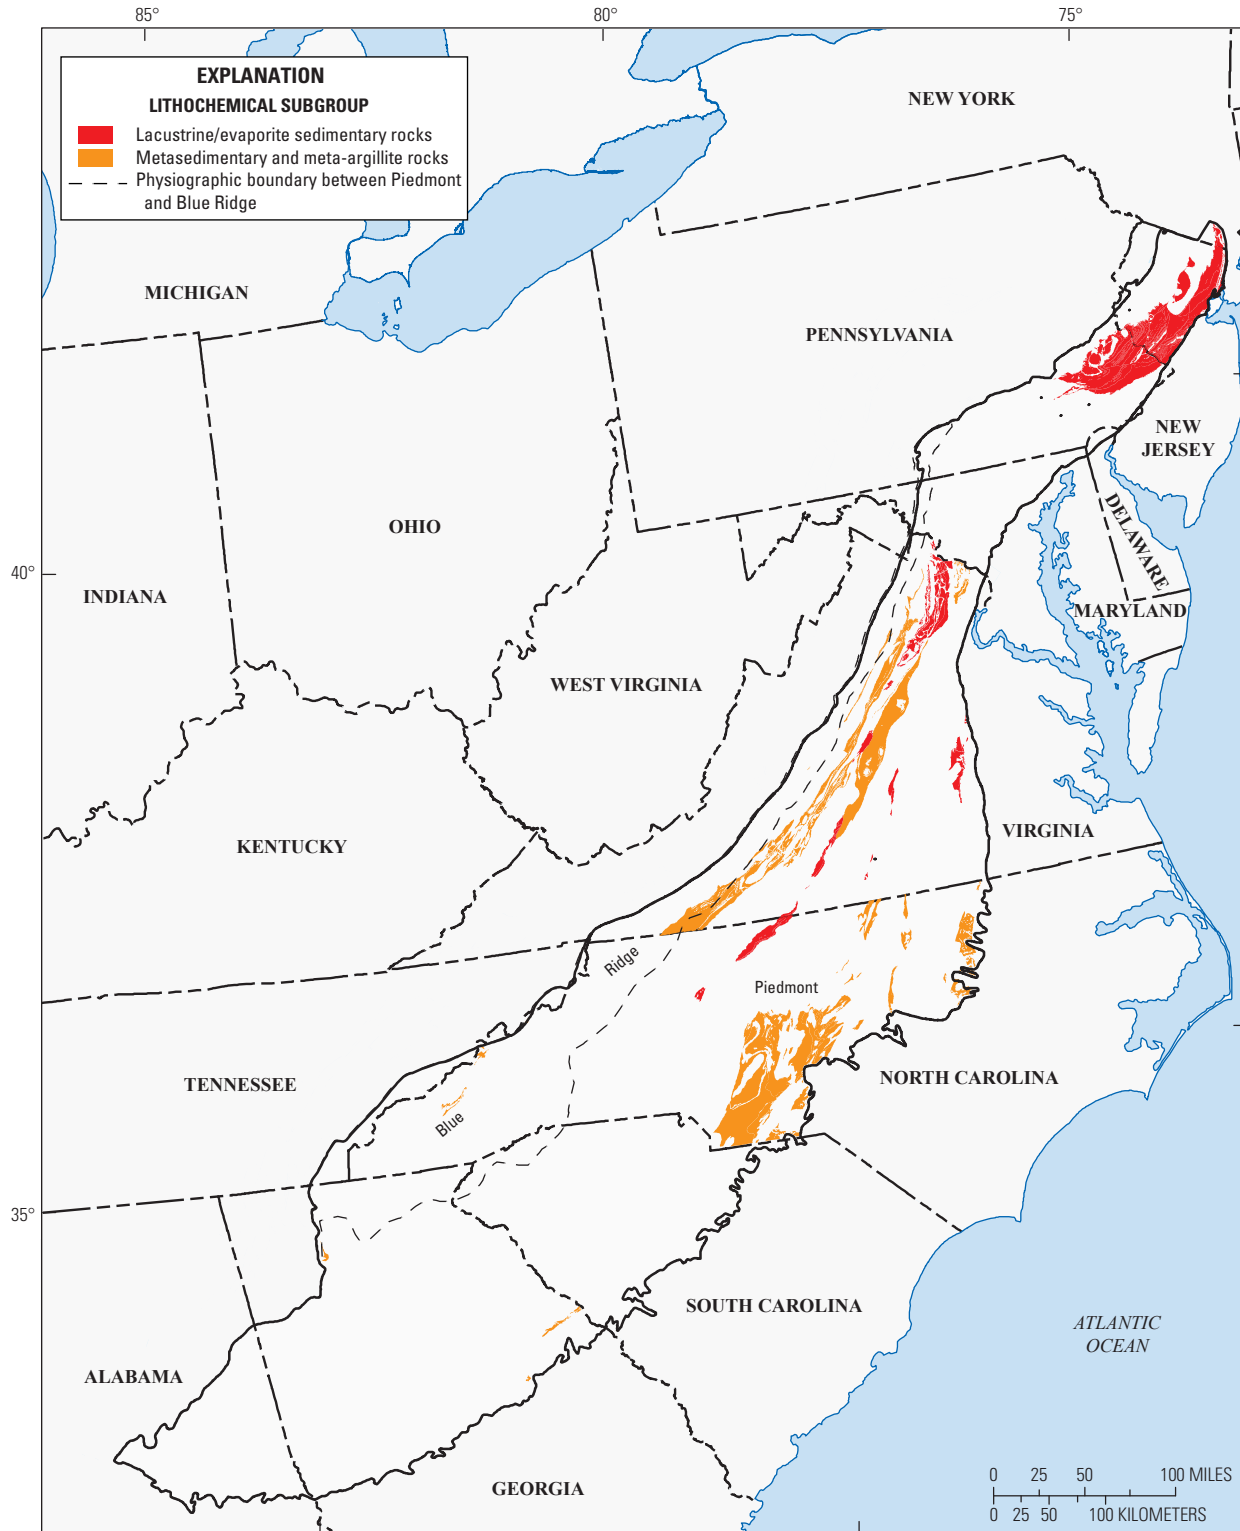 85°
80°
75°
EXPLANATION
LITHOCHEMICAL SUBGROUP
Lacustrine/evaporite sedimentary rocks
Metasedimentary and meta-argillite rocks
Physiographic boundary between Piedmont
and Blue Ridge
NEW YORK
MICHIGAN
PENNSYLVANIA
NEW
JERSEY
OHIO
DELAWARE
40°
INDIANA
MARYLAND
WEST VIRGINIA
VIRGINIA
KENTUCKY
Ridge
Piedmont
TENNESSEE
NORTH CAROLINA
Blue
35°
SOUTH CAROLINA
ATLANTIC
OCEAN
ALABAMA
GEORGIA
0 25 50 100 MILES
0 25 50 100 KILOMETERS